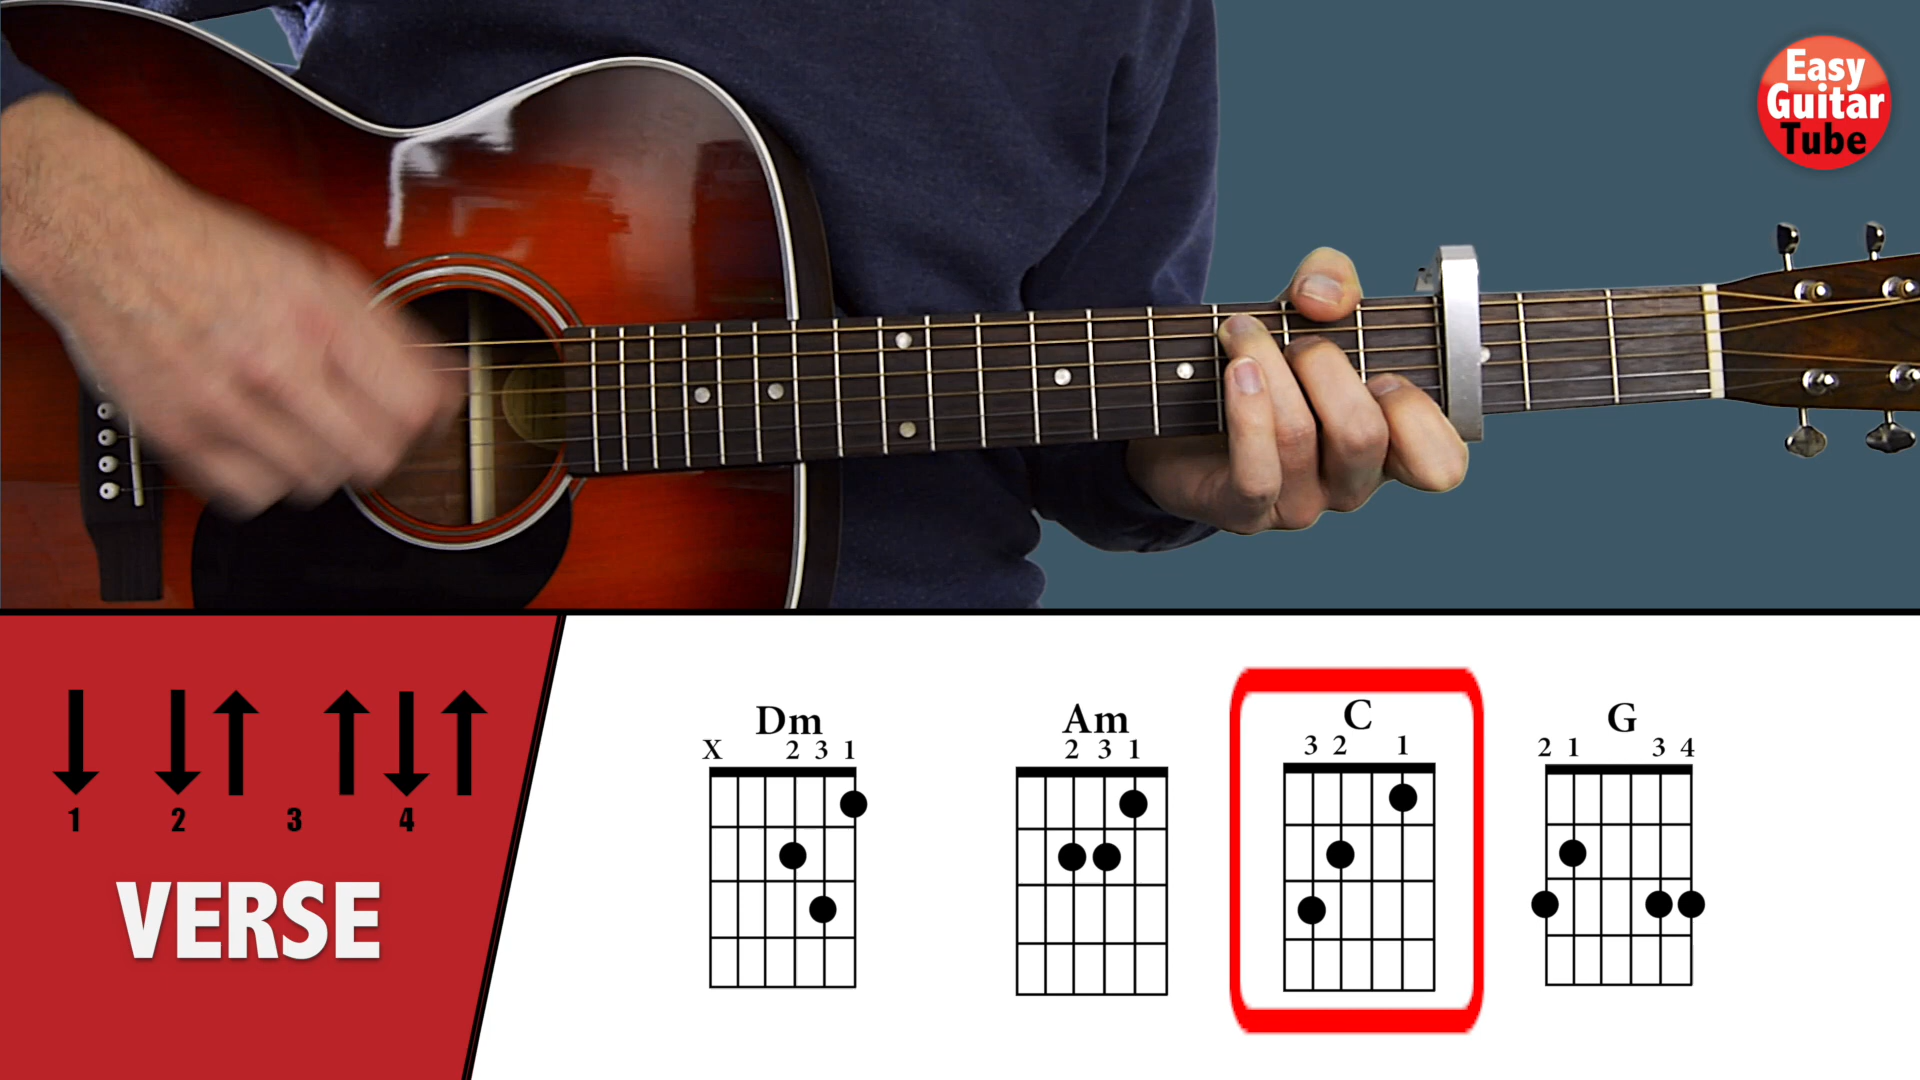 Easy
Guitar
Tube
1 2 3 4
VERSE
Dm
X 2 3 1
Am
2 3 1
C
3 2 1
G
2 1 3 4